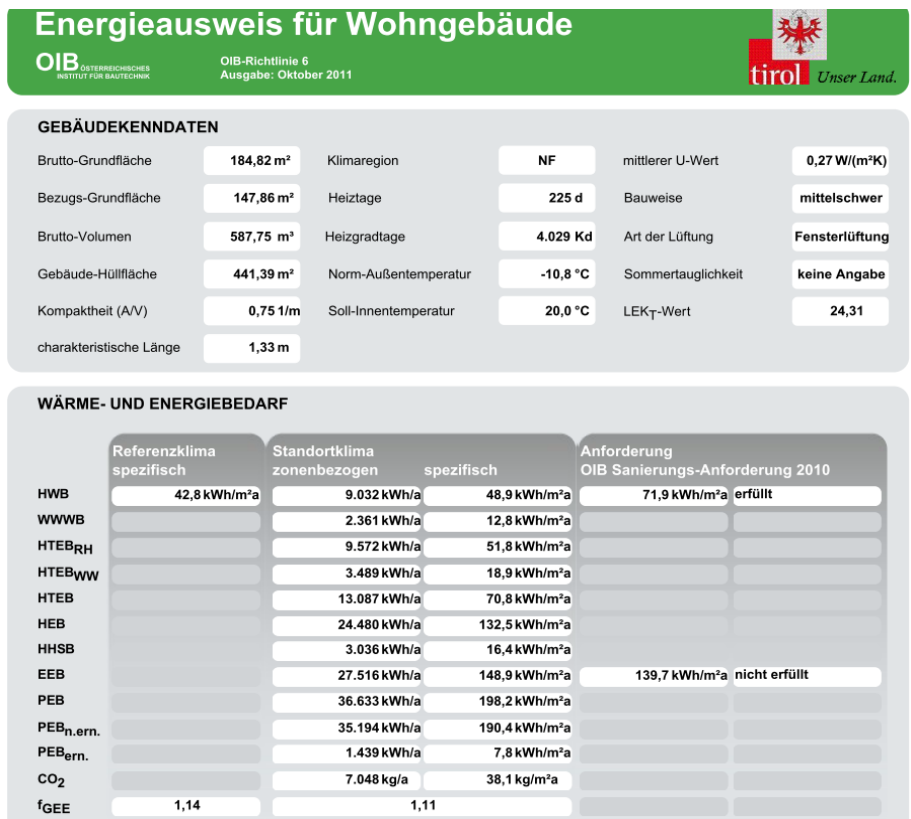 Energieausweis für Wohngebäude
OIB ÖSTERREICHISCHES
INSTITUT FÜR BAUTECHNIK
OIB-Richtlinie 6
Ausgabe: Oktober 2011
tirol Unser Land.
GEBÄUDEKENNDATEN
Brutto-Grundfläche 184,82 m² Klimaregion NF mittlerer U-Wert 0,27 W/(m²K)
Bezugs-Grundfläche 147,86 m² Heiztage 225 d Bauweise mittelschwer
Brutto-Volumen 587,75 m³ Heizgradtage 4.029 Kd Art der Lüftung Fensterlüftung
Gebäude-Hüllfläche 441,39 m² Norm-Außentemperatur -10,8 °C Sommertauglichkeit keine Angabe
Kompaktheit (A/V) 0,75 1/m Soll-Innentemperatur 20,0 °C LEKT-Wert 24,31
charakteristische Länge 1,33 m
WÄRME- UND ENERGIEBEDARF
Referenzklima Standortklima Anforderung
spezifisch zonenbezogen spezifisch OIB Sanierungs-Anforderung 2010
HWB 42,8 kWh/m²a 9.032 kWh/a 48,9 kWh/m²a 71,9 kWh/m²a erfüllt
WWWB 2.361 kWh/a 12,8 kWh/m²a
HTEBRH 9.572 kWh/a 51,8 kWh/m²a
HTEBWW 3.489 kWh/a 18,9 kWh/m²a
HTEB 13.087 kWh/a 70,8 kWh/m²a
HEB 24.480 kWh/a 132,5 kWh/m²a
HHSB 3.036 kWh/a 16,4 kWh/m²a
EEB 27.516 kWh/a 148,9 kWh/m²a 139,7 kWh/m²a nicht erfüllt
PEB 36.633 kWh/a 198,2 kWh/m²a
PEBn.ern. 35.194 kWh/a 190,4 kWh/m²a
PEBern. 1.439 kWh/a 7,8 kWh/m²a
CO2 7.048 kg/a 38,1 kg/m²a
fGEE 1,14 1,11